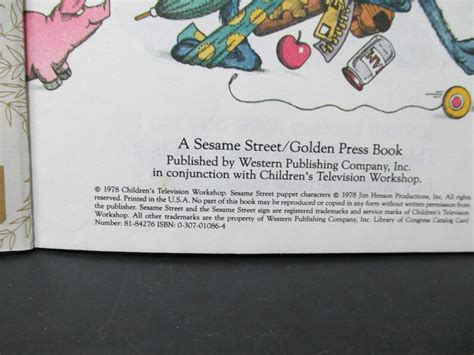 JAM
A Sesame Street/Golden Press Book
Published by Western Publishing Company, Inc.
in conjunction with Children's Television Workshop.
© 1978 Children's Television Workshop. Sesame Street puppet characters © 1978 Jim Henson Productions, Inc. All rights
reserved. Printed in the U.S.A. No part of this book may be reproduced or copied in any form without written permission from
the publisher. Sesame Street and the Sesame Street sign are registered trademarks and service marks of Children's Television
Workshop. All other trademarks are the property of Western Publishing Company, Inc. Library of Congress Catalog Card
Number: 81-84276 ISBN: 0-307-01086-4